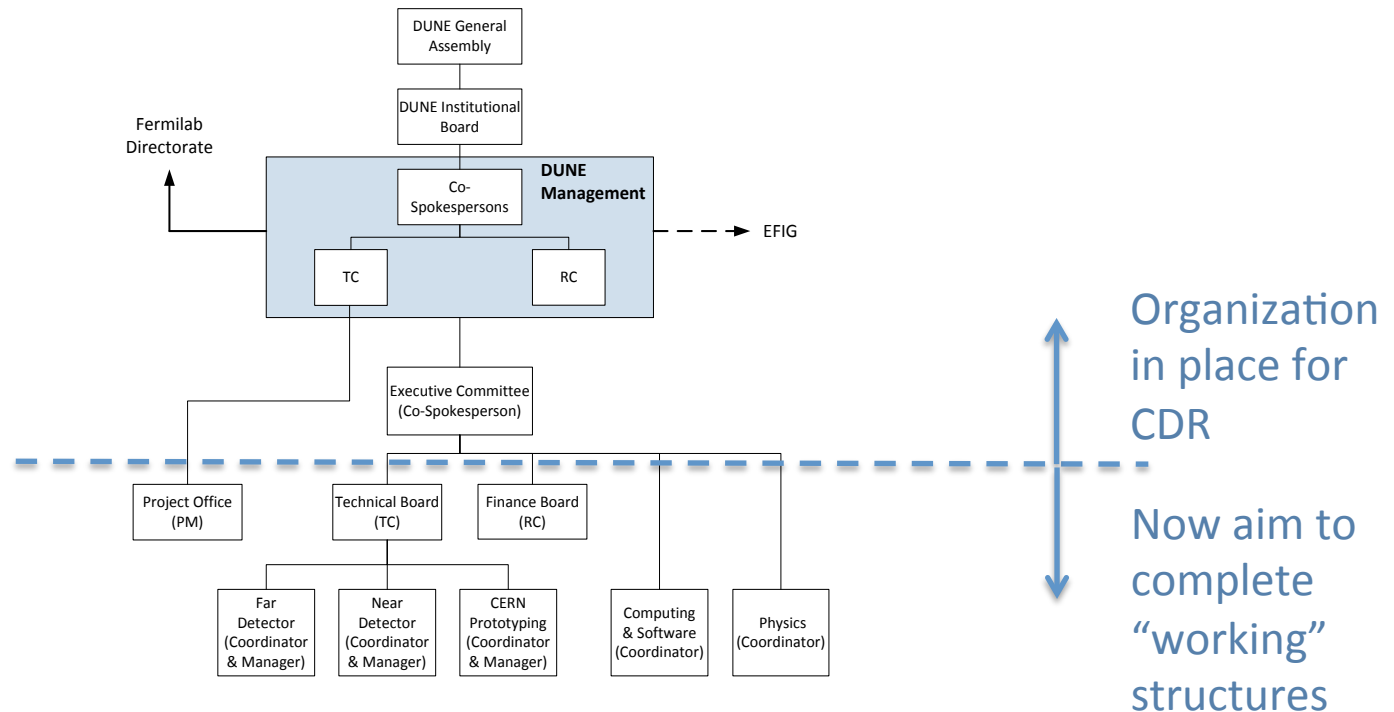 DUNE General
Assembly
DUNE Institutional
Board
Fermilab
Directorate
DUNE
Management
Co-
Spokespersons
EFIG
TC
RC
Executive Committee
(Co-Spokesperson)
Organization
in place for
CDR
Project Office
(PM)
Technical Board
(TC)
Finance Board
(RC)
Now aim to
complete
“working”
structures
Far
Detector
(Coordinator
& Manager)
Near
Detector
(Coordinator
& Manager)
CERN
Prototyping
(Coordinator
& Manager)
Computing
& Software
(Coordinator)
Physics
(Coordinator)